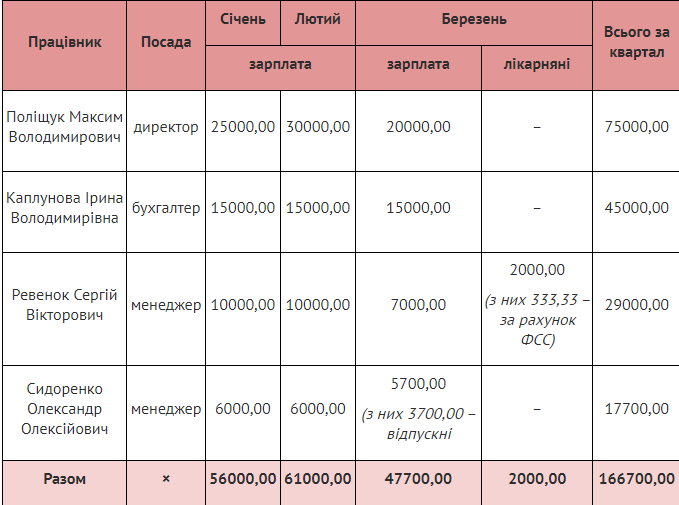 Працівник Посада Січень Лютий Березень Всього за
квартал
зарплата зарплата лікарняні
Поліщук Максим
Володимирович директор 25000,00 30000,00 20000,00 – 75000,00
Каплунова Ірина
Володимирівна бухгалтер 15000,00 15000,00 15000,00 – 45000,00
Ревенок Сергій
Вікторович менеджер 10000,00 10000,00 7000,00 2000,00
(з них 333,33 –
за рахунок
ФСС) 29000,00
Сидоренко
Олександр
Олексійович менеджер 6000,00 6000,00 5700,00
(з них 3700,00 –
відпускні – 17700,00
Разом × 56000,00 61000,00 47700,00 2000,00 166700,00